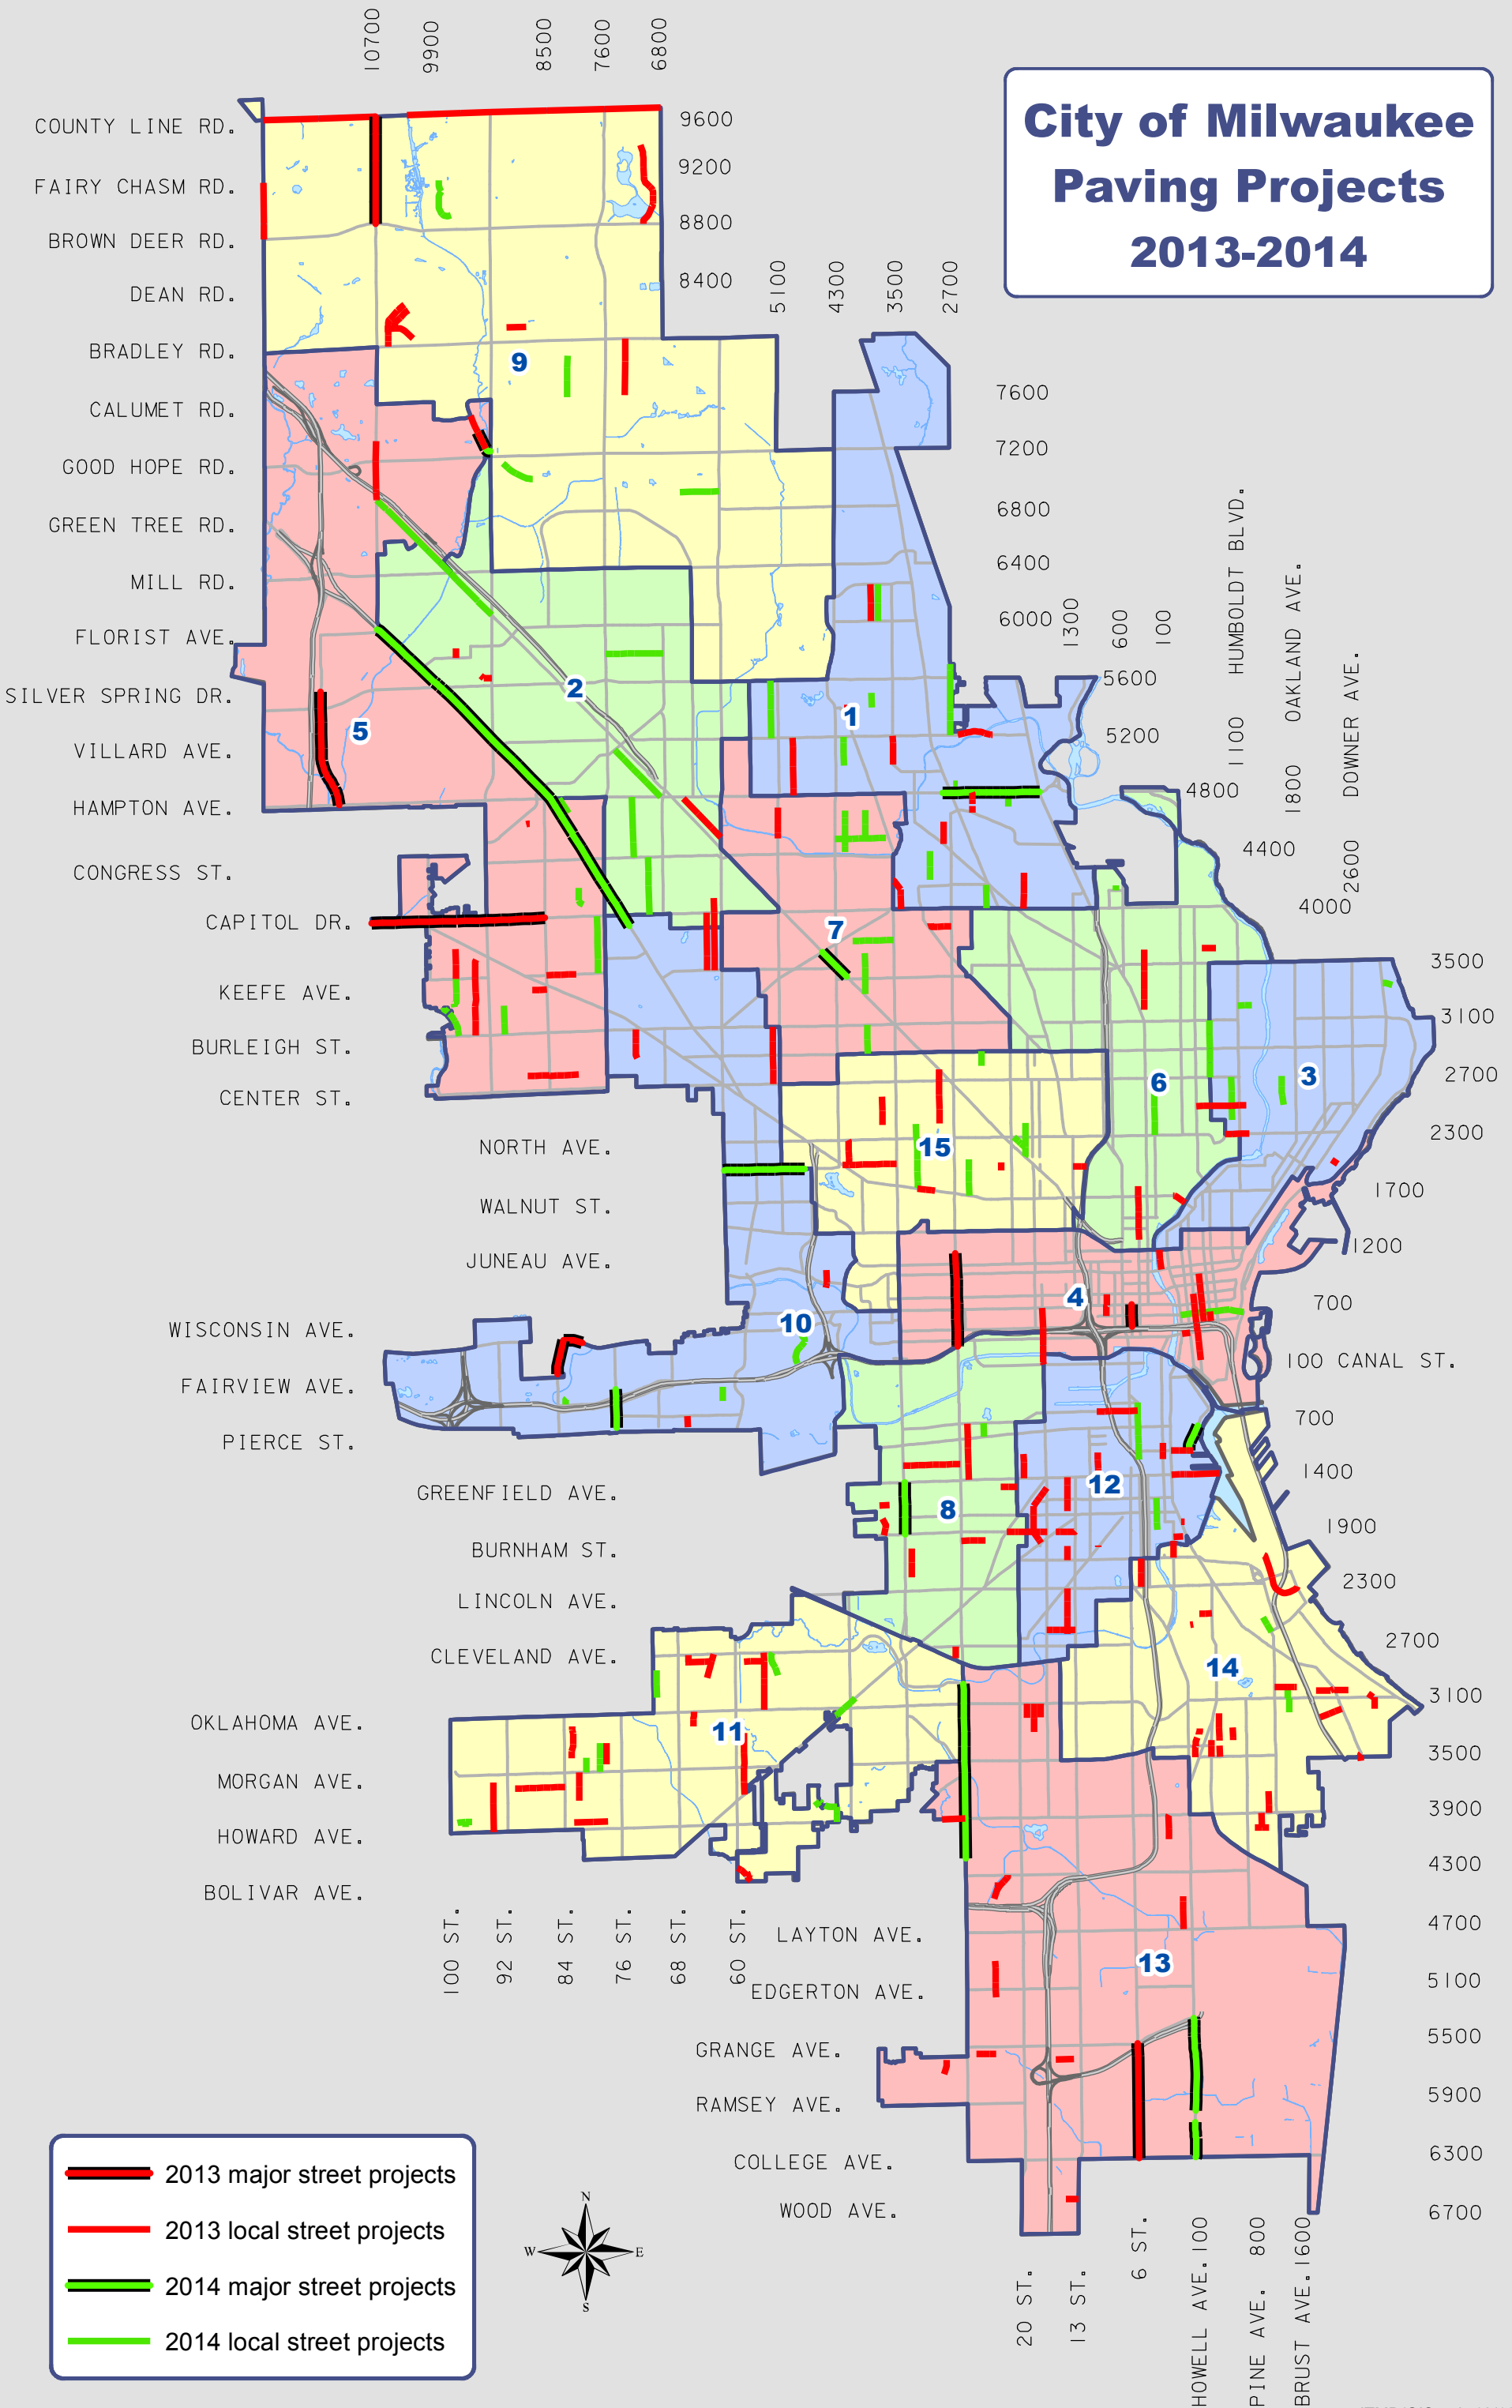 City of Milwaukee
Paving Projects
2013-2014
10700
9900
8500
7600
6800
COUNTY LINE RD.
FAIRY CHASM RD.
BROWN DEER RD.
DEAN RD.
BRADLEY RD.
CALUMET RD.
GOOD HOPE RD.
GREEN TREE RD.
MILL RD.
FLORIST AVE.
SILVER SPRING DR.
VILLARD AVE.
HAMPTON AVE.
CONGRESS ST.
CAPITOL DR.
KEEFE AVE.
BURLEIGH ST.
CENTER ST.
NORTH AVE.
WALNUT ST.
JUNEAU AVE.
WISCONSIN AVE.
FAIRVIEW AVE.
PIERCE ST.
GREENFIELD AVE.
BURNHAM ST.
LINCOLN AVE.
CLEVELAND AVE.
OKLAHOMA AVE.
MORGAN AVE.
HOWARD AVE.
BOLIVAR AVE.
LAYTON AVE.
EDGERTON AVE.
GRANGE AVE.
RAMSEY AVE.
COLLEGE AVE.
WOOD AVE.
9600
9200
8800
8400
5100
4300
3500
2700
7600
7200
6800
6400
6000
1300
600
100
HUMBOLDT BLVD.
1100
OAKLAND AVE.
1800
DOWNER AVE.
2600
5600
5200
4800
4400
4000
3500
3100
2700
2300
1700
1200
700
100 CANAL ST.
700
1400
1900
2300
2700
3100
3500
3900
4300
4700
5100
5500
5900
6300
6700
9
2
5
1
7
6
3
15
4
10
12
8
14
11
13
100 ST.
92 ST.
84 ST.
76 ST.
68 ST.
60 ST.
20 ST.
13 ST.
6 ST.
HOWELL AVE. 100
PINE AVE. 800
BRUST AVE. 1600
2013 major street projects
2013 local street projects
2014 major street projects
2014 local street projects
N
W
E
S